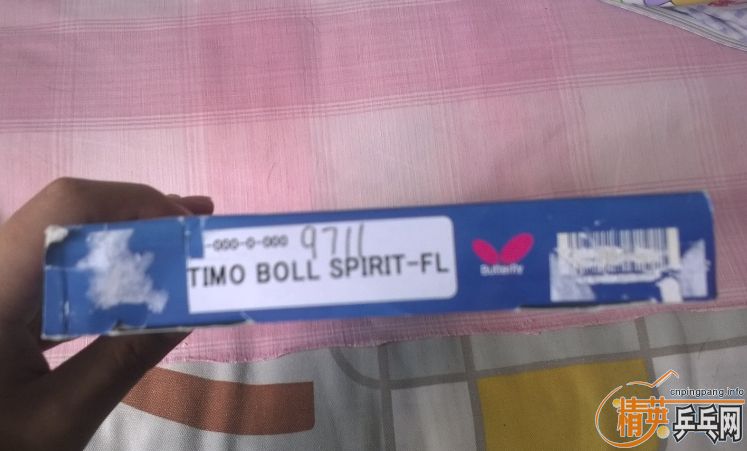 -000-0-000 9711
TIMO BOLL SPIRIT-FL
Butterfly
cnpingpang.info
精英乒乓网